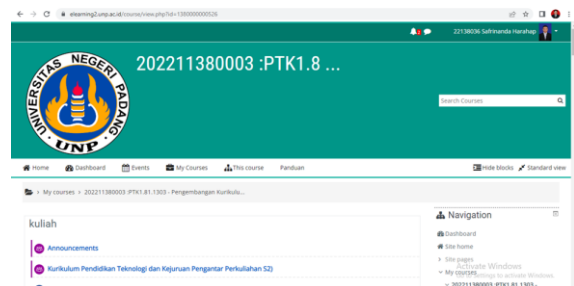 elearning2.unp.ac.id/course/view.php?id=1380000000526
22138036 Safrinanda Harahap
UNIVERSITAS NEGERI PADANG
UNP
202211380003 :PTK1.8 ...
Search Courses
Home Dashboard Events My Courses This course Panduan Hide blocks Standard view
My courses > 202211380003 :PTK1.81.1303 - Pengembangan Kurikulu...
kuliah
Announcements
Kurikulum Pendidikan Teknologi dan Kejuruan Pengantar Perkuliahan S2)
Navigation
Dashboard
Site home
Site pages
Activate Windows
My courses
Settings to activate Windows.
202211380003 :PTK1.81.1303 -